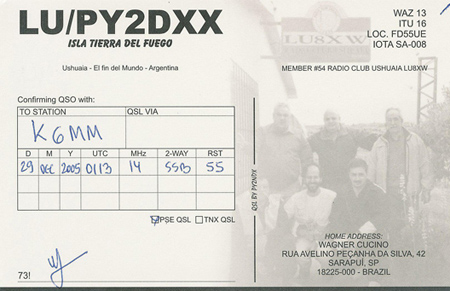 LU/PY2DXX
ISLA TIERRA DEL FUEGO
Ushuaia - El fin del Mundo - Argentina
WAZ 13
ITU 16
LOC. FD55UE
IOTA SA-008
LU8XW
MEMBER #54 RADIO CLUB USHUAIA LU8XW
Confirming QSO with:
TO STATION QSL VIA
K6MM
D M Y UTC MHz 2-WAY RST
29 DEC 2005 0113 14 SSB 55
PSE QSL TNX QSL
73!
QSL BY PY2NDX
HOME ADDRESS:
WAGNER CUCINO
RUA AVELINO PEÇANHA DA SILVA, 42
SARAPUÍ, SP
18225-000 - BRAZIL